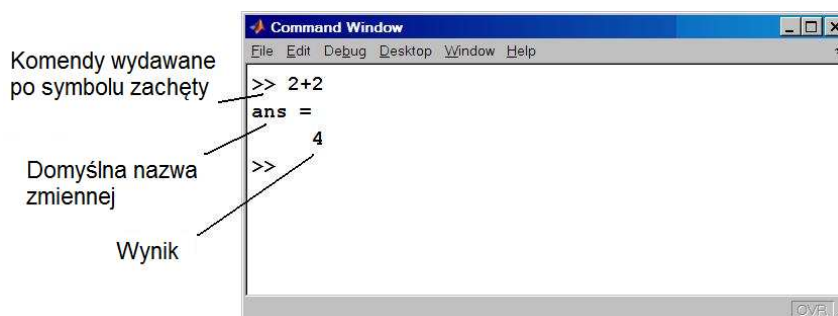 Command Window
File Edit Debug Desktop Window Help
Komendy wydawane
po symbolu zachęty
>> 2+2
ans =
4
>>
Domyślna nazwa
zmiennej
Wynik
OVR